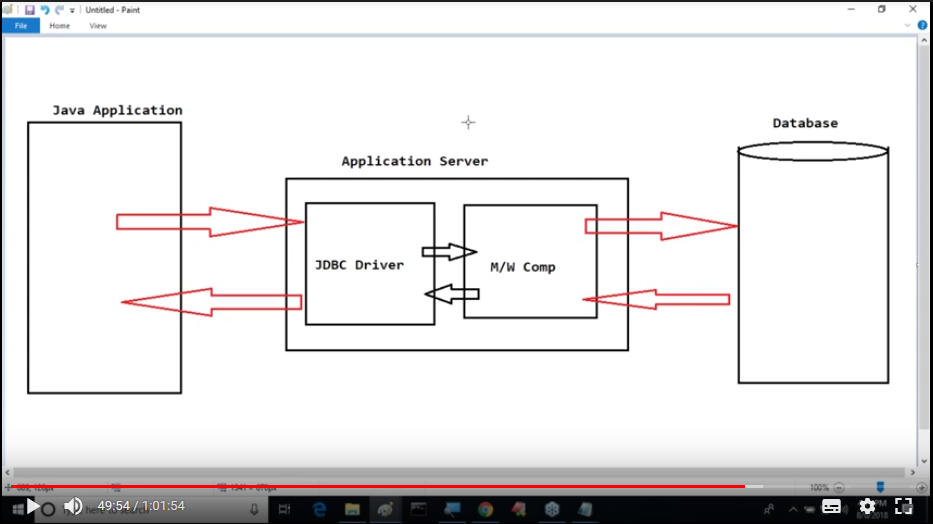 Untitled - Paint
File Home View
Java Application
Database
Application Server
JDBC Driver
M/W Comp
100%
49:54 / 1:01:54